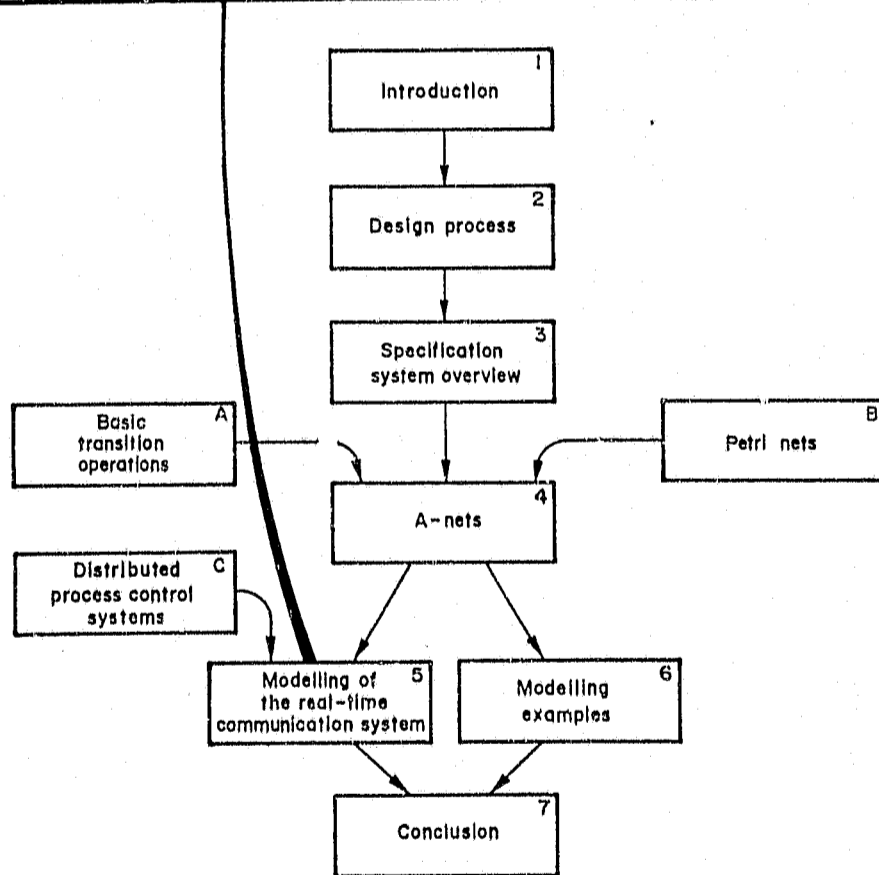 1
Introduction
2
Design process
3
Specification
system overview
A
Basic
transition
operations
B
Petri nets
4
A-nets
C
Distributed
process control
systems
5
Modelling of
the real-time
communication system
6
Modelling
examples
7
Conclusion